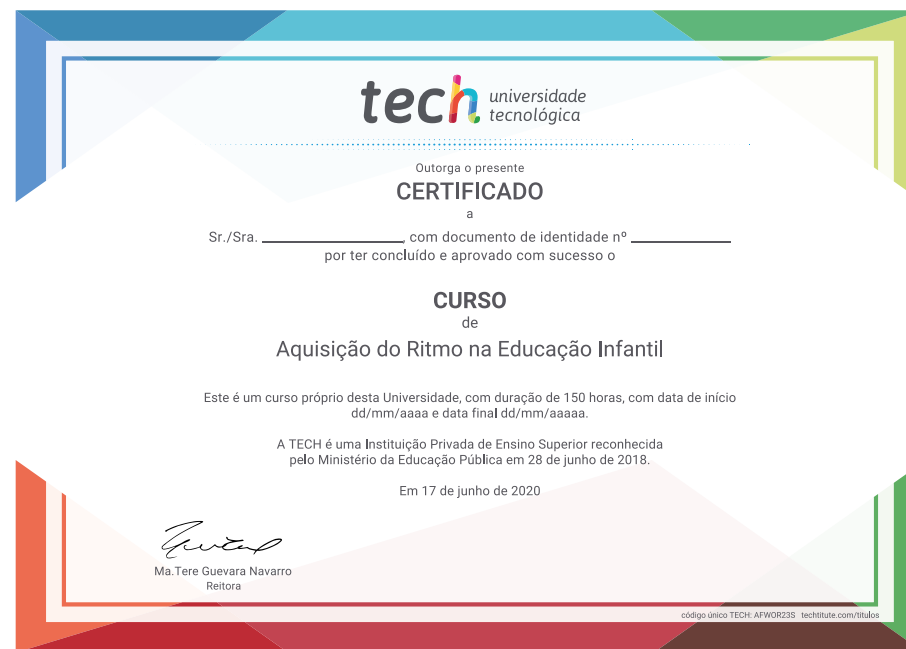 tech universidade
tecnológica
Outorga o presente
CERTIFICADO
a
Sr./Sra. ____________, com documento de identidade nº ____________
por ter concluído e aprovado com sucesso o
CURSO
de
Aquisição do Ritmo na Educação Infantil
Este é um curso próprio desta Universidade, com duração de 150 horas, com data de início
dd/mm/aaaa e data final dd/mm/aaaaa.
A TECH é uma Instituição Privada de Ensino Superior reconhecida
pelo Ministério da Educação Pública em 28 de junho de 2018.
Em 17 de junho de 2020
Ma.Tere Guevara Navarro
Reitora
código único TECH: AFWOR23S techtitute.com/títulos